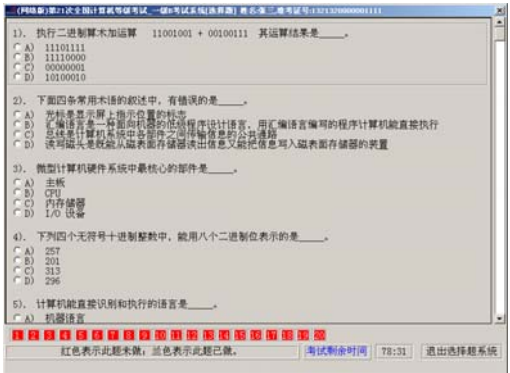 (网络版)第21次全国计算机等级考试_一级B考试系统[选择题] 姓名:张三,准考证号:1321320000001111
1)． 执行二进制算术加运算 11001001 + 00100111 其运算结果是_____。
A) 11101111
B) 11110000
C) 00000001
D) 10100010
2)． 下面四条常用术语的叙述中，有错误的是_____。
A) 光标是显示屏上指示位置的标志
B) 汇编语言是一种面向机器的低级程序设计语言，用汇编语言编写的程序计算机能直接执行
C) 总线是计算机系统中各部件之间传输信息的公共通路
D) 读写磁头是既能从磁表面存储器读出信息又能把信息写入磁表面存储器的装置
3)． 微型计算机硬件系统中最核心的部件是_____。
A) 主板
B) CPU
C) 内存储器
D) I/O 设备
4)． 下列四个无符号十进制整数中，能用八个二进制位表示的是_____。
A) 257
B) 201
C) 313
D) 296
5)． 计算机能直接识别和执行的语言是_____。
A) 机器语言
1 2 3 4 5 6 7 8 9 10 11 12 13 14 15 16 17 18 19 20
红色表示此题未做；兰色表示此题已做。 考试剩余时间 78:31 退出选择题系统